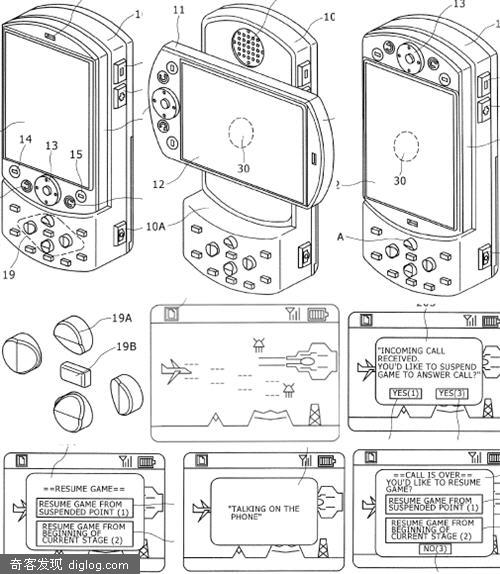 10
11
10
13
14
13
15
19
10A
12
30
A
30
19A
19B
"INCOMING CALL
RECEIVED.
YOU'D LIKE TO SUSPEND
GAME TO ANSWER CALL?"
YES(1)
YES(3)
==RESUME GAME==
RESUME GAME FROM
SUSPENDED POINT (1)
RESUME GAME FROM
BEGINNING OF
CURRENT STAGE (2)
"TALKING ON THE
PHONE"
==CALL IS OVER==
YOU'D LIKE TO RESUME
GAME?
RESUME GAME FROM
SUSPENDED POINT (1)
RESUME GAME FROM
BEGINNING OF
CURRENT STAGE (2)
NO(3)
奇客发现 diglog.com